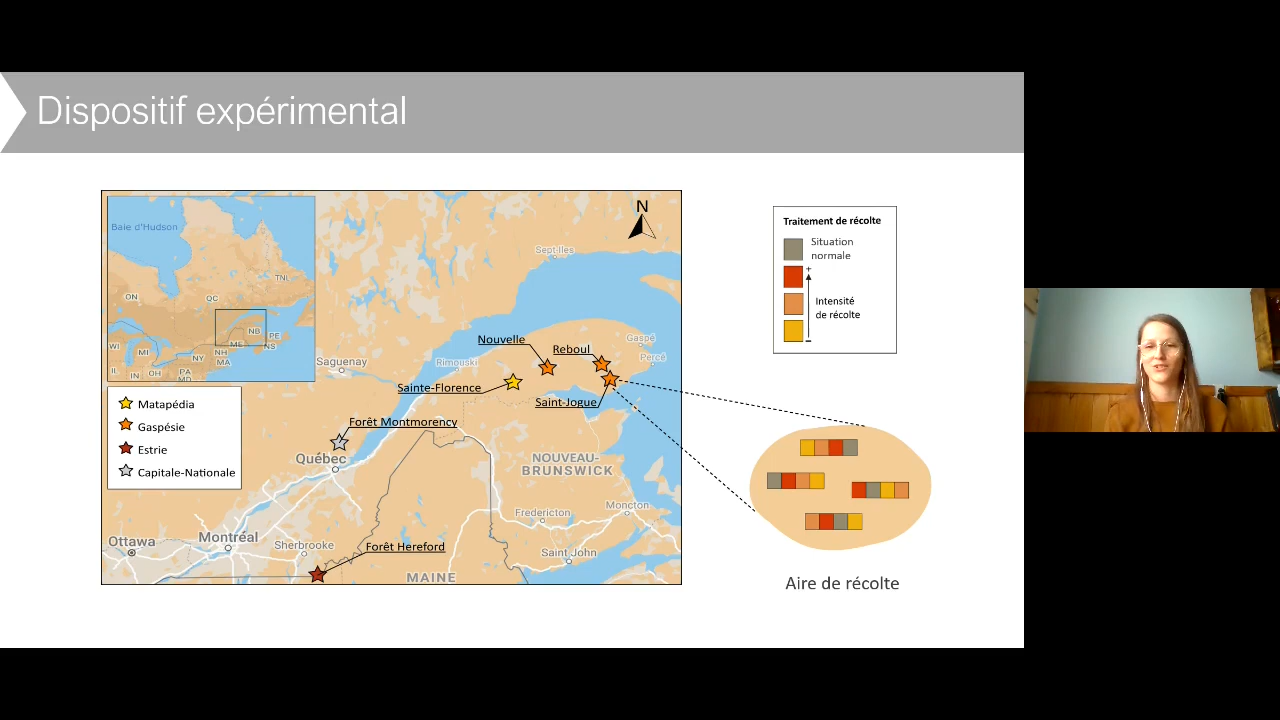 Dispositif expérimental
N
Baie d'Hudson
TNL
ON
QC
NB
PE
ME
NS
WI
MI
NY
NH
MA
IL
IN
OH
PA
MD
Matapédia
Gaspésie
Estrie
Capitale-Nationale
Sept-Iles
Saguenay
Rimouski
Gaspé
Percé
Nouvelle
Reboul
Sainte-Florence
Saint-Jogue
Forêt Montmorency
Québec
NOUVEAU-
BRUNSWICK
Fredericton
Moncton
Saint John
Ottawa
Montréal
Sherbrooke
Forêt Hereford
MAINE
Traitement de récolte
Situation
normale
+
Intensité
de récolte
–
Aire de récolte